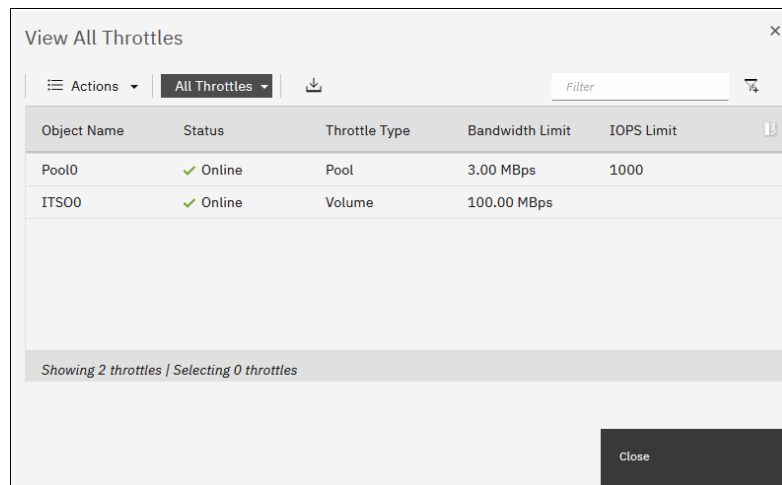 View All Throttles
Actions All Throttles Filter
Object Name Status Throttle Type Bandwidth Limit IOPS Limit
Pool0 Online Pool 3.00 MBps 1000
ITSO0 Online Volume 100.00 MBps
Showing 2 throttles | Selecting 0 throttles
Close